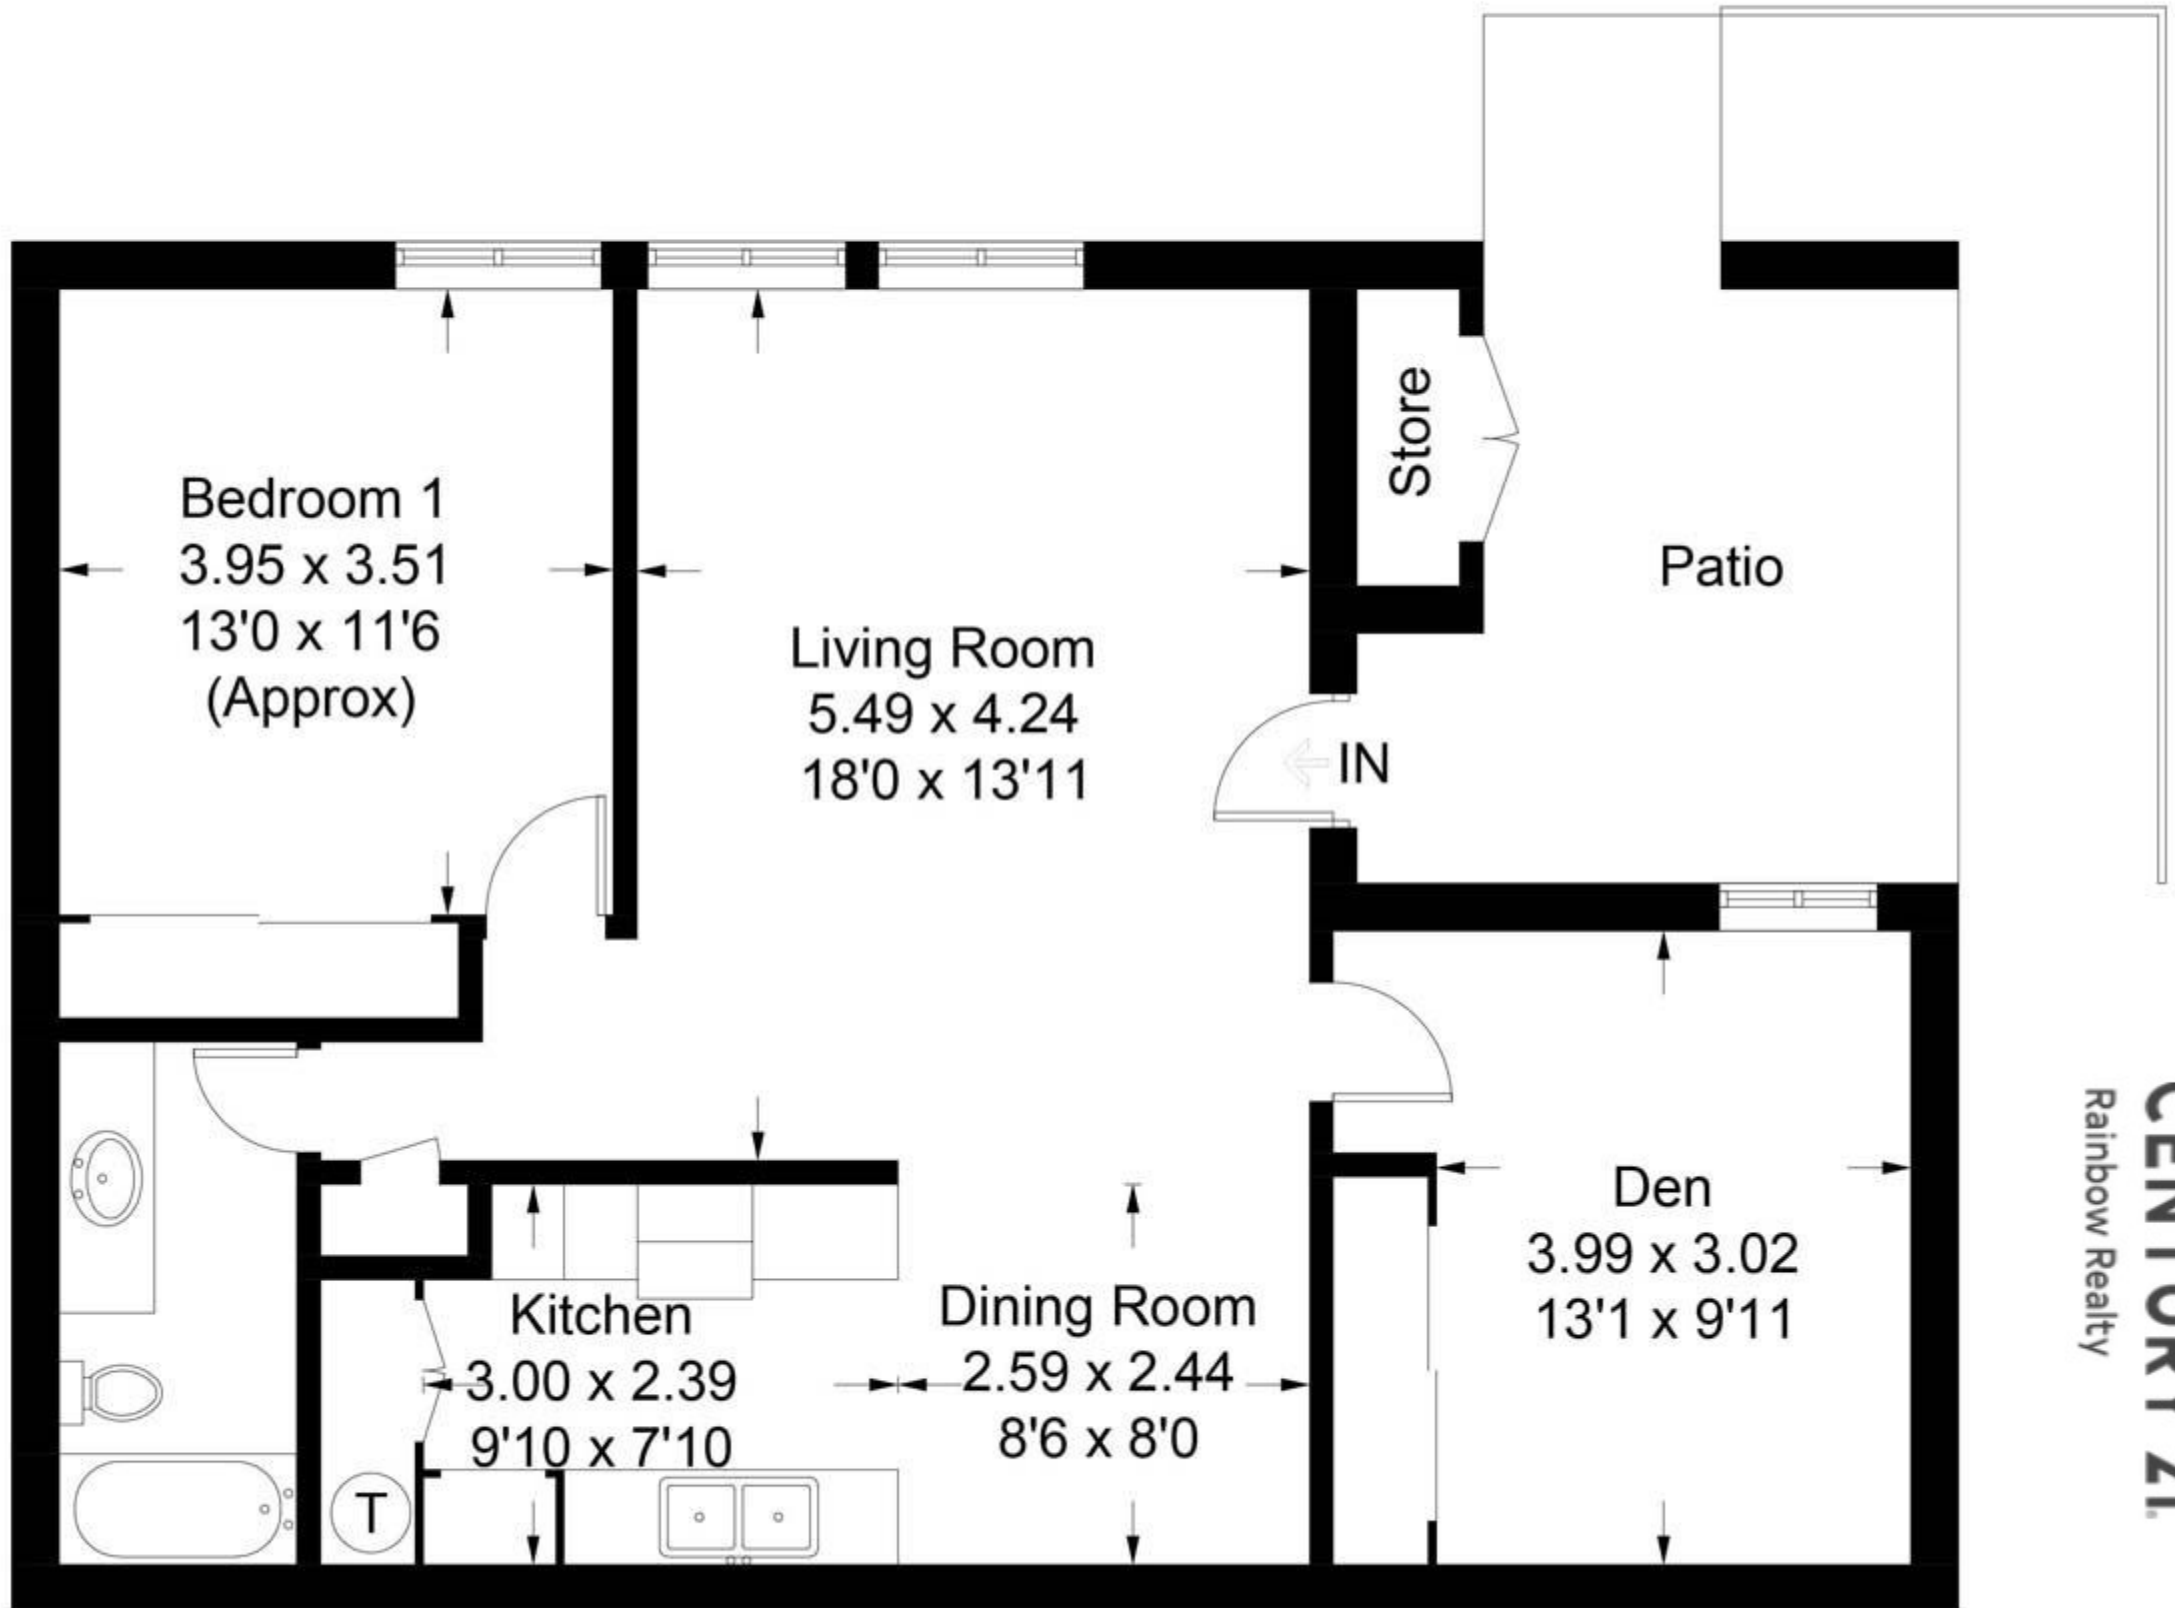 Bedroom 1
3.95 x 3.51
13'0 x 11'6
(Approx)
Living Room
5.49 x 4.24
18'0 x 13'11
Store
Patio
IN
Kitchen
3.00 x 2.39
9'10 x 7'10
Dining Room
2.59 x 2.44
8'6 x 8'0
Den
3.99 x 3.02
13'1 x 9'11
T
CENTURY 21.
Rainbow Realty